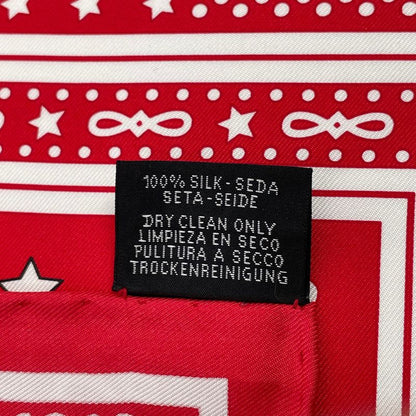 100% SILK-SEDA
SETA-SEIDE
DRY CLEAN ONLY
LIMPIEZA EN SECO
PULITURA A SECCO
TROCKENREINIGUNG